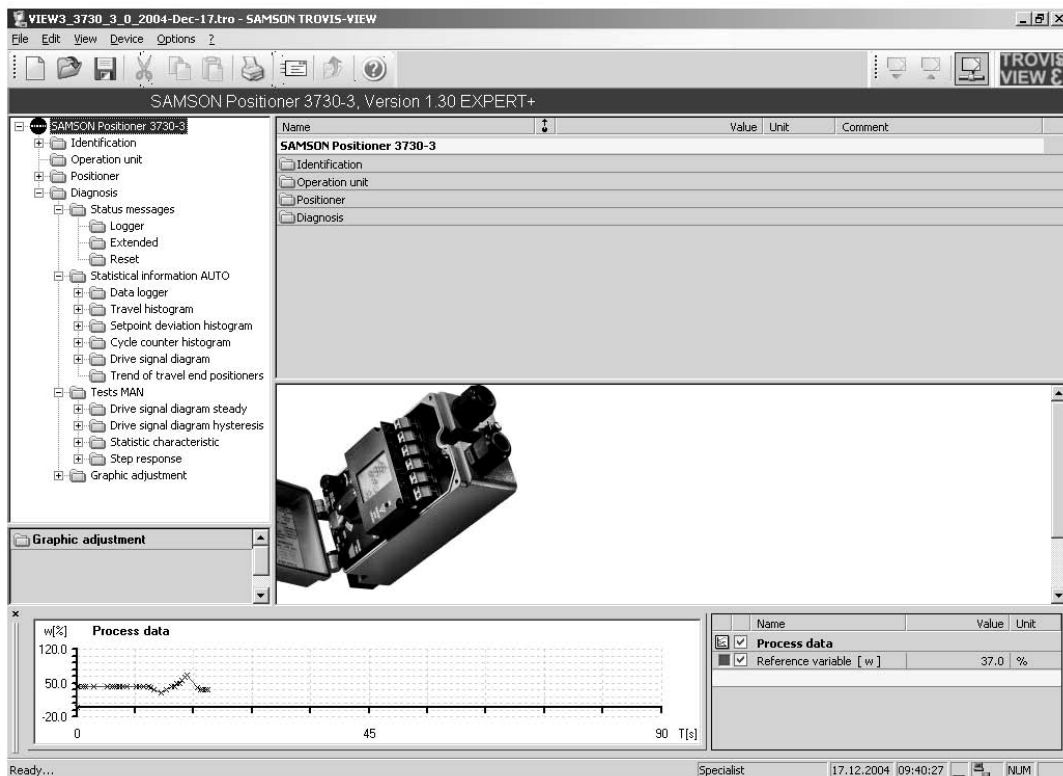 VIEW3_3730_3_0_2004-Dec-17.tro - SAMSON TROVIS-VIEW
File Edit View Device Options ?
TROVIS
VIEW 3
SAMSON Positioner 3730-3, Version 1.30 EXPERT+
SAMSON Positioner 3730-3
Identification
Operation unit
Positioner
Diagnosis
Status messages
Logger
Extended
Reset
Statistical information AUTO
Data logger
Travel histogram
Setpoint deviation histogram
Cycle counter histogram
Drive signal diagram
Trend of travel end positioners
Tests MAN
Drive signal diagram steady
Drive signal diagram hysteresis
Statistic characteristic
Step response
Graphic adjustment
Name Value Unit Comment
SAMSON Positioner 3730-3
Identification
Operation unit
Positioner
Diagnosis
Graphic adjustment
w[%] Process data
120.0
50.0
-20.0
0 45 90 T[s]
Name Value Unit
Process data
Reference variable [ w ] 37.0 %
Ready... Specialist 17.12.2004 09:40:27 NUM